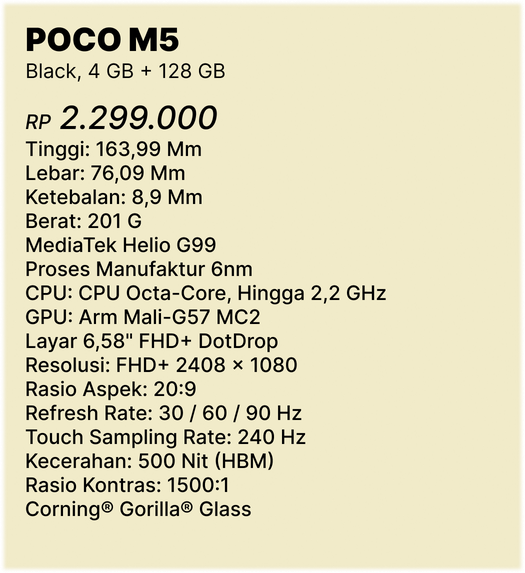 POCO M5
Black, 4 GB + 128 GB
RP 2.299.000
Tinggi: 163,99 Mm
Lebar: 76,09 Mm
Ketebalan: 8,9 Mm
Berat: 201 G
MediaTek Helio G99
Proses Manufaktur 6nm
CPU: CPU Octa-Core, Hingga 2,2 GHz
GPU: Arm Mali-G57 MC2
Layar 6,58" FHD+ DotDrop
Resolusi: FHD+ 2408 × 1080
Rasio Aspek: 20:9
Refresh Rate: 30 / 60 / 90 Hz
Touch Sampling Rate: 240 Hz
Kecerahan: 500 Nit (HBM)
Rasio Kontras: 1500:1
Corning® Gorilla® Glass